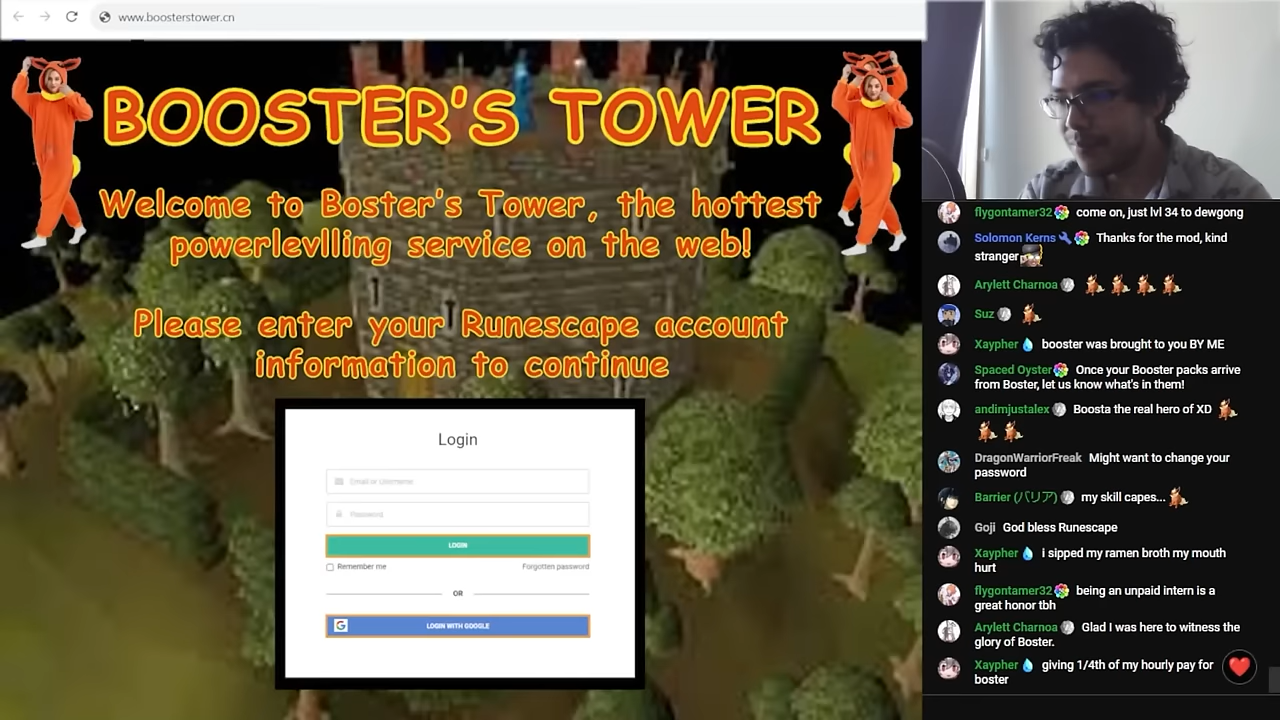 www.boosterstower.cn
BOOSTER'S TOWER
Welcome to Boster's Tower, the hottest
powerlevlling service on the web!
Please enter your Runescape account
information to continue
Login
Email or Username
Password
LOGIN
Remember me
Forgotten password
OR
G
LOGIN WITH GOOGLE
flygontamer32 come on, just lvl 34 to dewgong
Solomon Kerns Thanks for the mod, kind
stranger
Arylett Charnoa
Suz
Xaypher booster was brought to you BY ME
Spaced Oyster Once your Booster packs arrive
from Boster, let us know what's in them!
andimjustalex Boosta the real hero of XD
DragonWarriorFreak Might want to change your
password
Barrier (バリア) my skill capes...
Goji God bless Runescape
Xaypher i sipped my ramen broth my mouth
hurt
flygontamer32 being an unpaid intern is a
great honor tbh
Arylett Charnoa Glad I was here to witness the
glory of Boster.
Xaypher giving 1/4th of my hourly pay for
boster